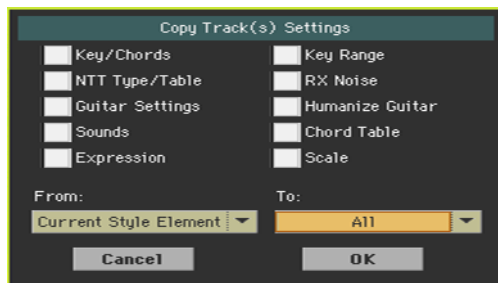 Copy Track(s) Settings
Key/Chords
Key Range
NTT Type/Table
RX Noise
Guitar Settings
Humanize Guitar
Sounds
Chord Table
Expression
Scale
From:
To:
Current Style Element
All
Cancel
OK